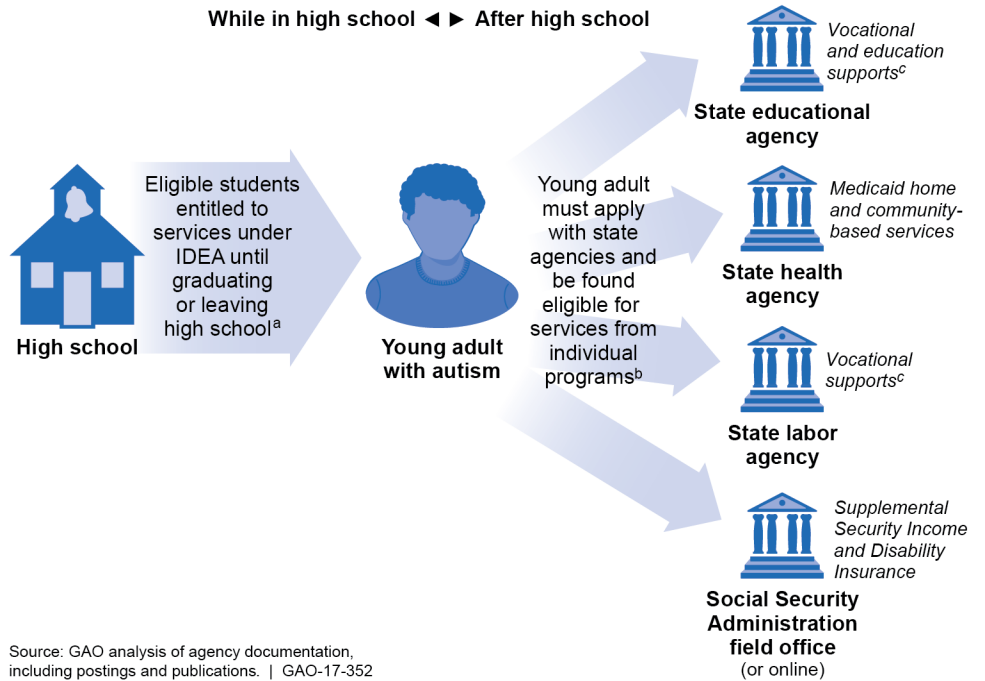 While in high school ◄ ► After high school
Eligible students
entitled to
services under
IDEA until
graduating
or leaving
high schoolᵃ
High school
Young adult
with autism
Young adult
must apply
with state
agencies and
be found
eligible for
services from
individual
programsᵇ
Vocational
and education
supportsᶜ
State educational
agency
Medicaid home
and community-
based services
State health
agency
Vocational
supportsᶜ
State labor
agency
Supplemental
Security Income
and Disability
Insurance
Social Security
Administration
field office
(or online)
Source: GAO analysis of agency documentation,
including postings and publications. | GAO-17-352